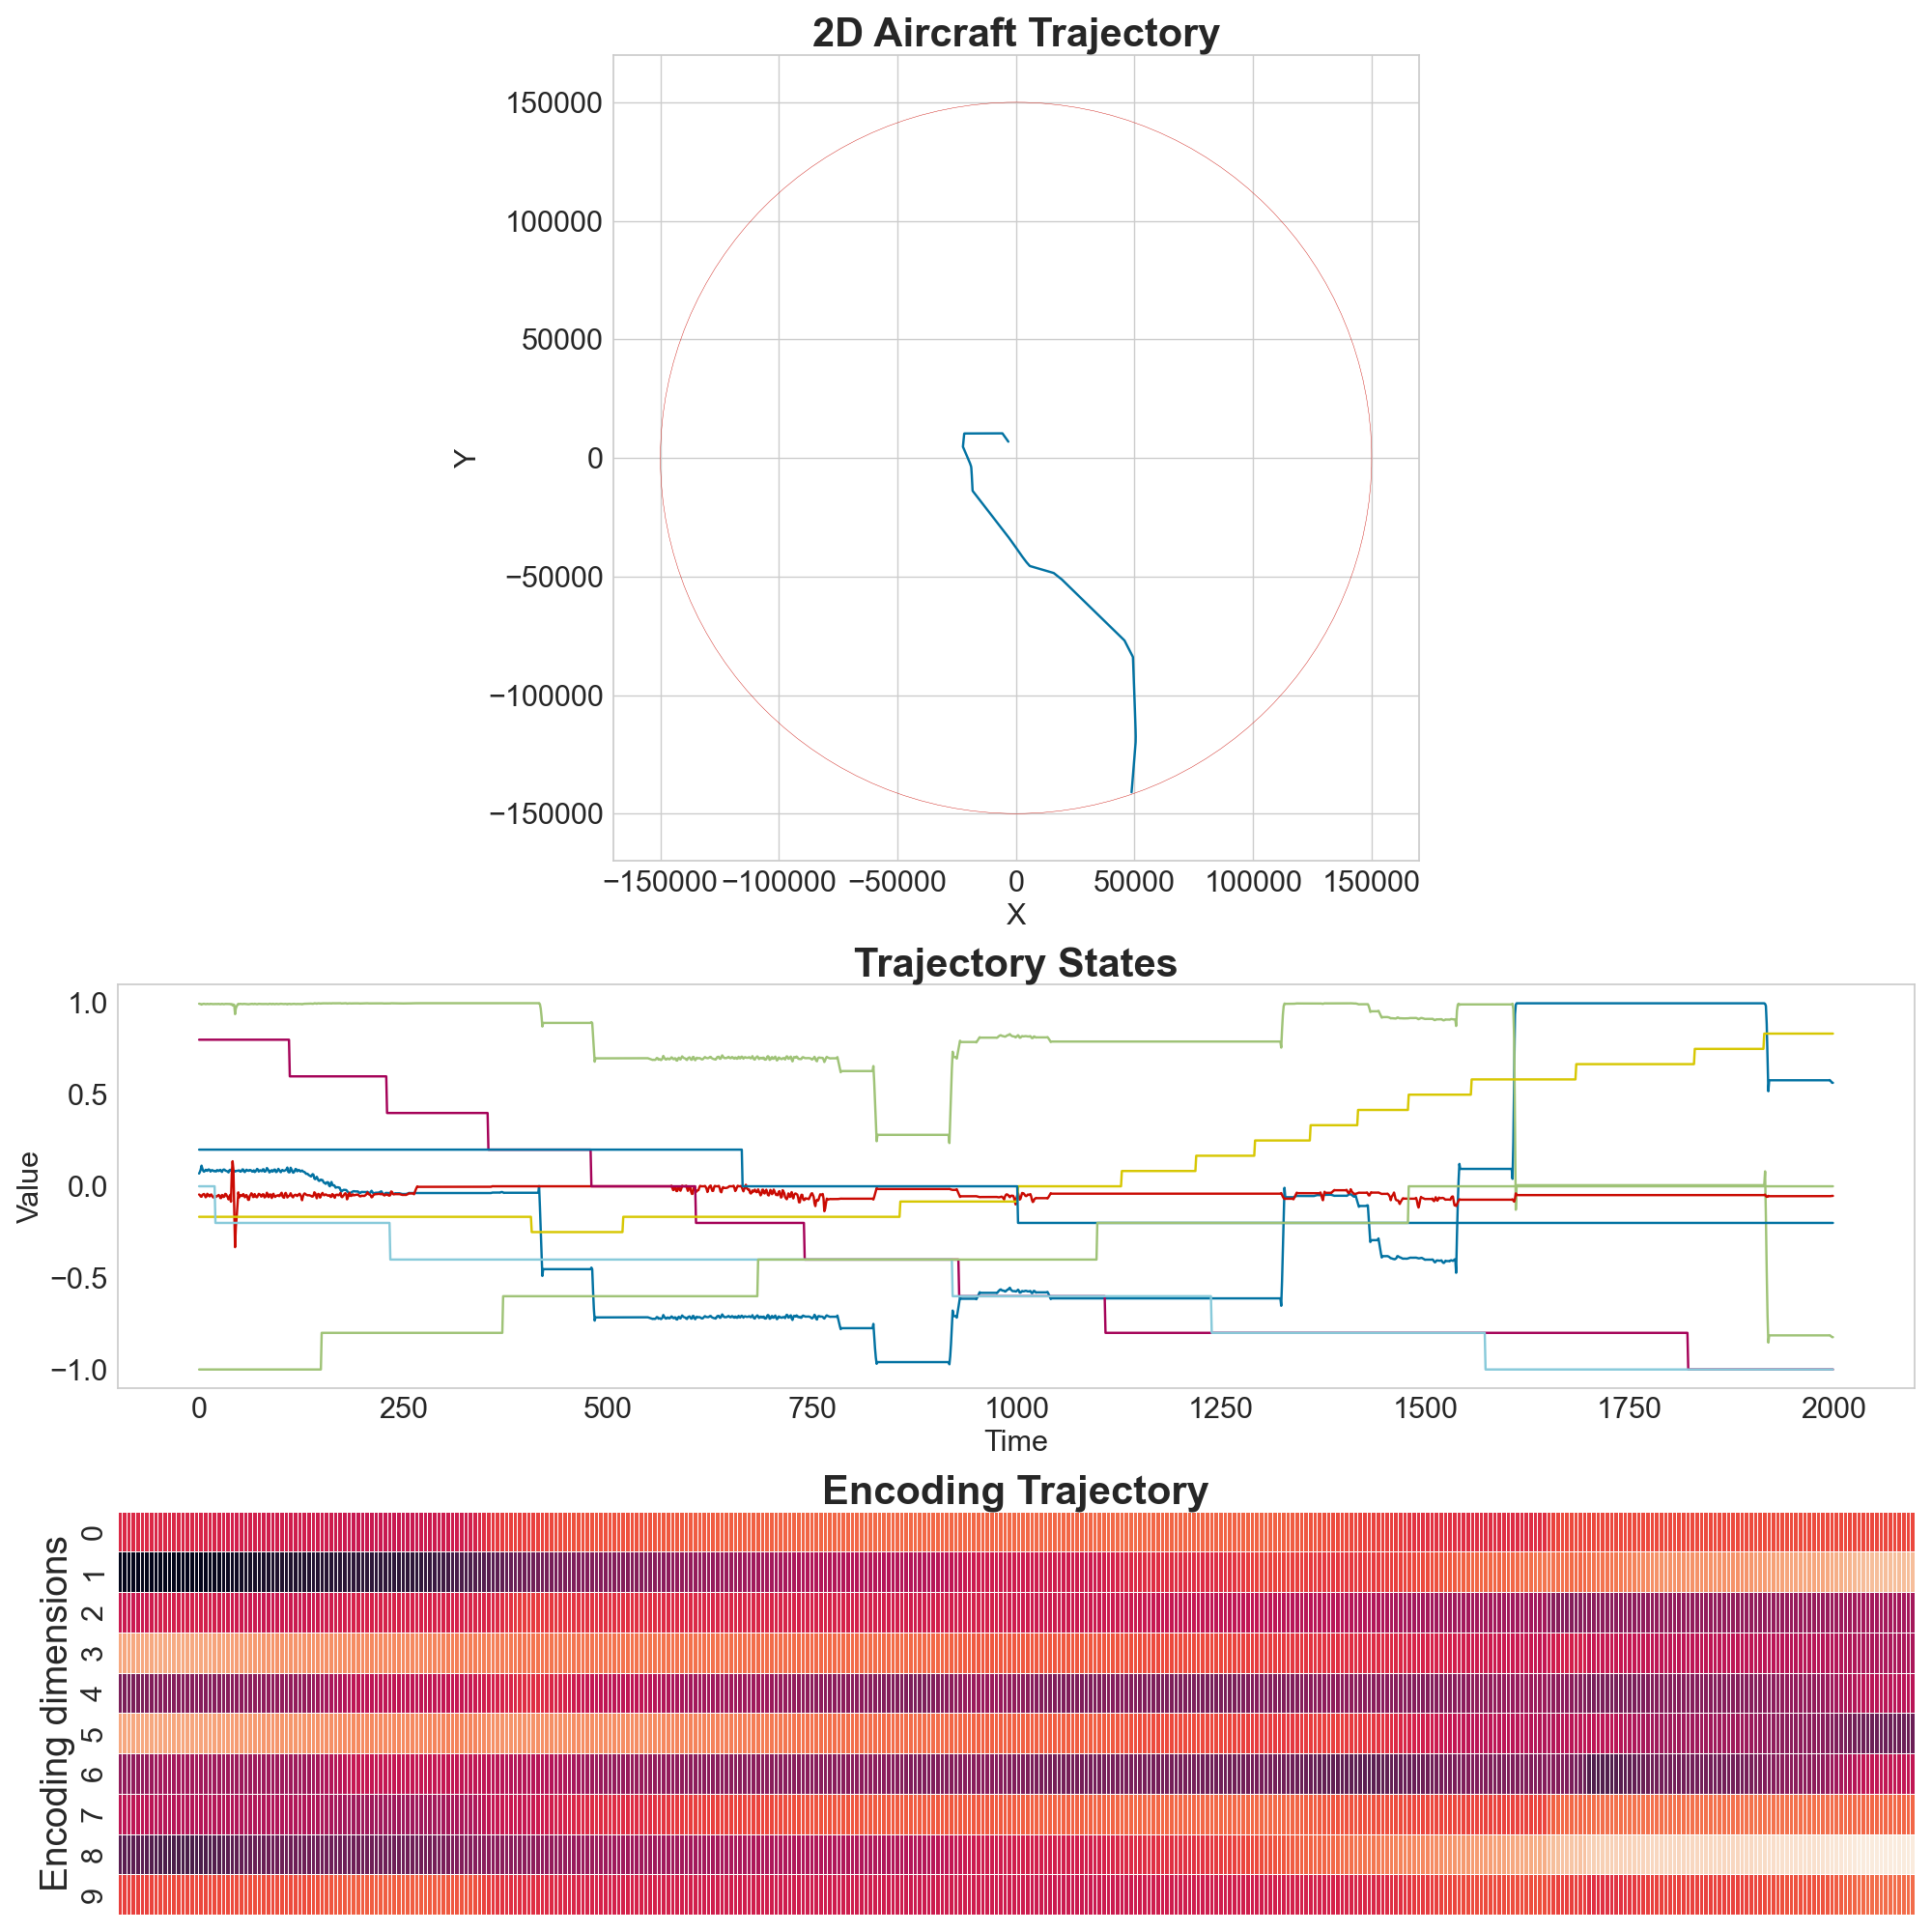 2D Aircraft Trajectory
150000
100000
50000
0
−50000
−100000
−150000
Y
−150000 −100000 −50000 0 50000 100000 150000
X
Trajectory States
1.0
0.5
0.0
−0.5
−1.0
Value
0 250 500 750 1000 1250 1500 1750 2000
Time
Encoding Trajectory
Encoding dimensions
0
1
2
3
4
5
6
7
8
9